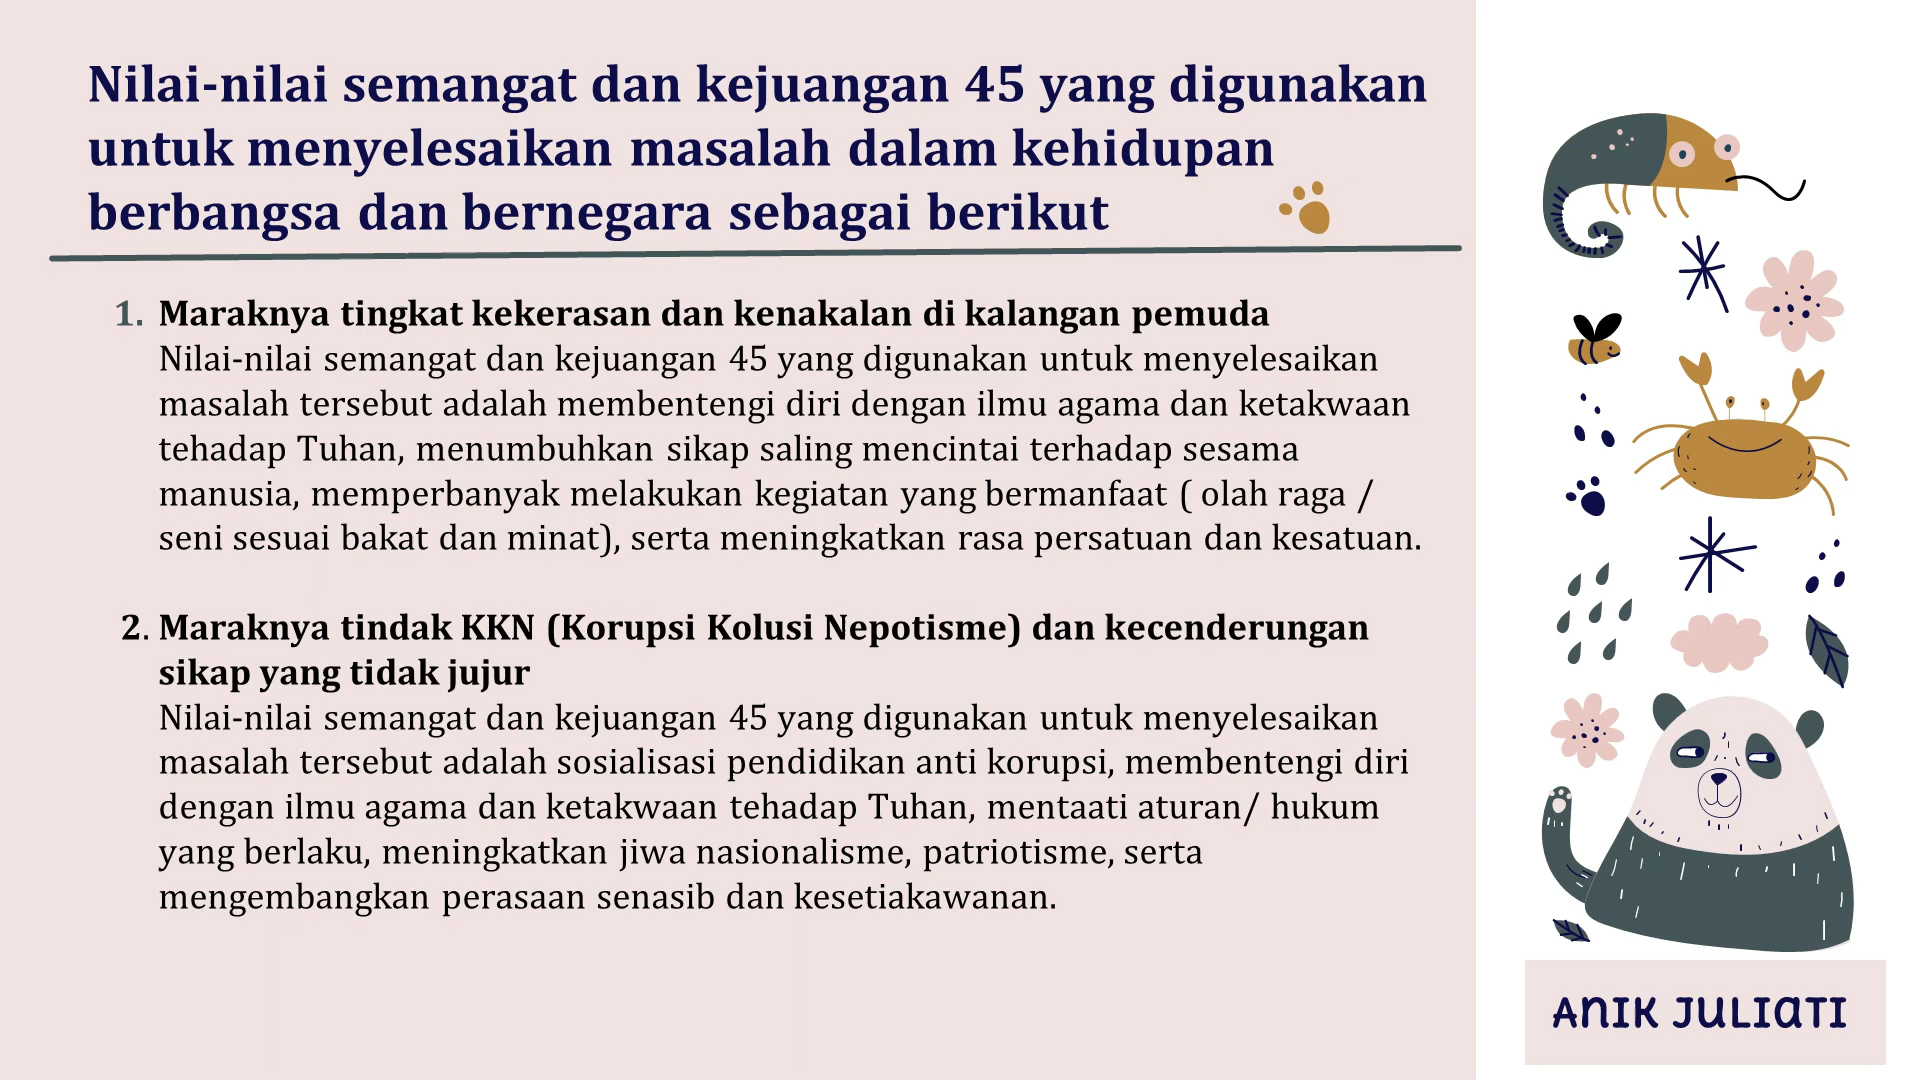 Nilai-nilai semangat dan kejuangan 45 yang digunakan
untuk menyelesaikan masalah dalam kehidupan
berbangsa dan bernegara sebagai berikut
1. Maraknya tingkat kekerasan dan kenakalan di kalangan pemuda
Nilai-nilai semangat dan kejuangan 45 yang digunakan untuk menyelesaikan
masalah tersebut adalah membentengi diri dengan ilmu agama dan ketakwaan
tehadap Tuhan, menumbuhkan sikap saling mencintai terhadap sesama
manusia, memperbanyak melakukan kegiatan yang bermanfaat ( olah raga /
seni sesuai bakat dan minat), serta meningkatkan rasa persatuan dan kesatuan.
2. Maraknya tindak KKN (Korupsi Kolusi Nepotisme) dan kecenderungan
sikap yang tidak jujur
Nilai-nilai semangat dan kejuangan 45 yang digunakan untuk menyelesaikan
masalah tersebut adalah sosialisasi pendidikan anti korupsi, membentengi diri
dengan ilmu agama dan ketakwaan tehadap Tuhan, mentaati aturan/ hukum
yang berlaku, meningkatkan jiwa nasionalisme, patriotisme, serta
mengembangkan perasaan senasib dan kesetiakawanan.
ANIK JULIATI